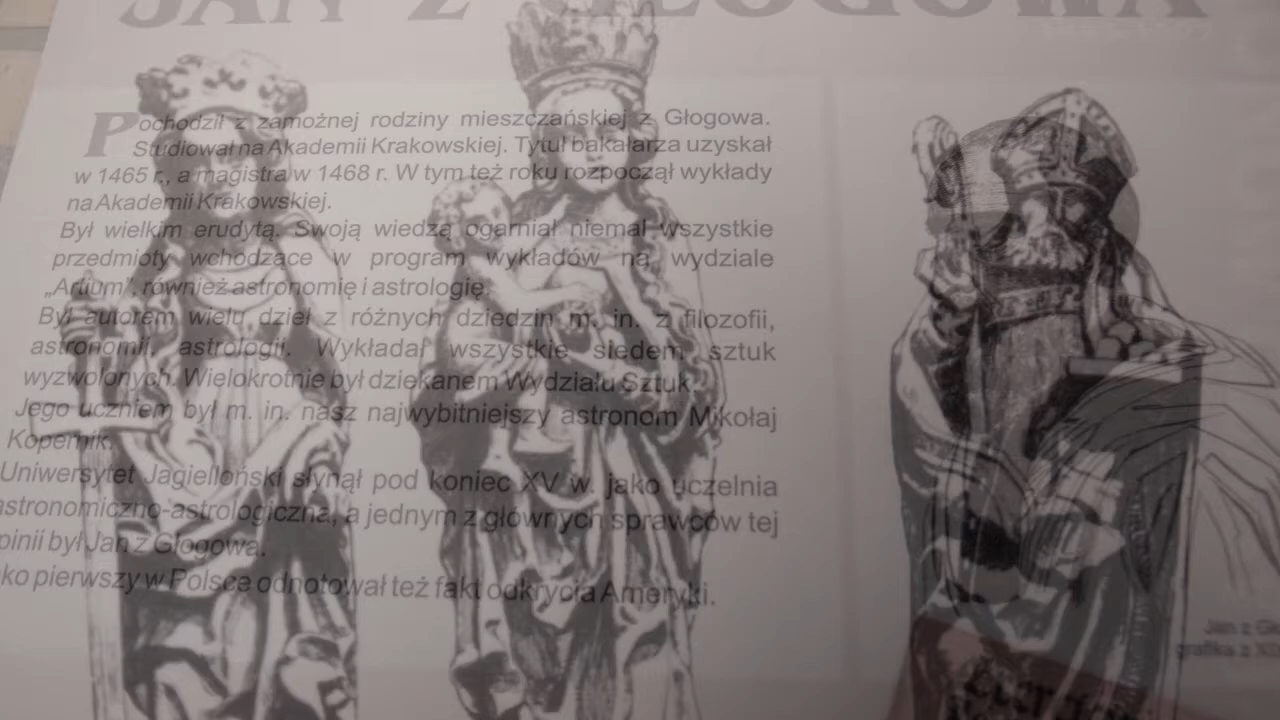 JAN Z GŁOGOWA
Pochodził z zamożnej rodziny mieszczańskiej z Głogowa.
Studiował na Akademii Krakowskiej. Tytuł bakałarza uzyskał
w 1465 r., a magistra w 1468 r. W tym też roku rozpoczął wykłady
na Akademii Krakowskiej.
Był wielkim erudytą. Swoją wiedzą ogarniał niemal wszystkie
przedmioty wchodzące w program wykładów na wydziale
„Artium”, również astronomię i astrologię.
Był autorem wielu dzieł z różnych dziedzin m. in. z filozofii,
astronomii, astrologii. Wykładał wszystkie siedem sztuk
wyzwolonych. Wielokrotnie był dziekanem Wydziału Sztuk.
Jego uczniem był m. in. nasz najwybitniejszy astronom Mikołaj
Kopernik.
Uniwersytet Jagielloński słynął pod koniec XV w. jako uczelnia
astronomiczno-astrologiczna, a jednym z głównych sprawców tej
pinii był Jan z Głogowa.
ko pierwszy w Polsce odnotował też fakt odkrycia Ameryki.
Jan z Gł
grafika z